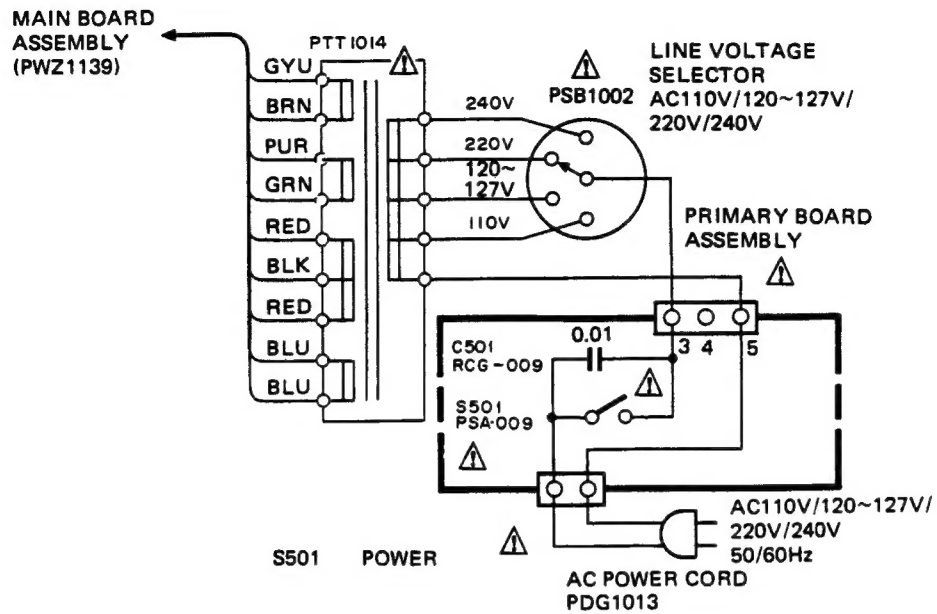 MAIN BOARD
ASSEMBLY
(PWZ1139)
PTT1014
GYU
BRN
PUR
GRN
RED
BLK
RED
BLU
BLU
240V
220V
120~
127V
110V
PSB1002
LINE VOLTAGE
SELECTOR
AC110V/120~127V/
220V/240V
PRIMARY BOARD
ASSEMBLY
3 4 5
0.01
C501
RCG-009
S501
PSA-009
S501 POWER
AC110V/120~127V/
220V/240V
50/60Hz
AC POWER CORD
PDG1013